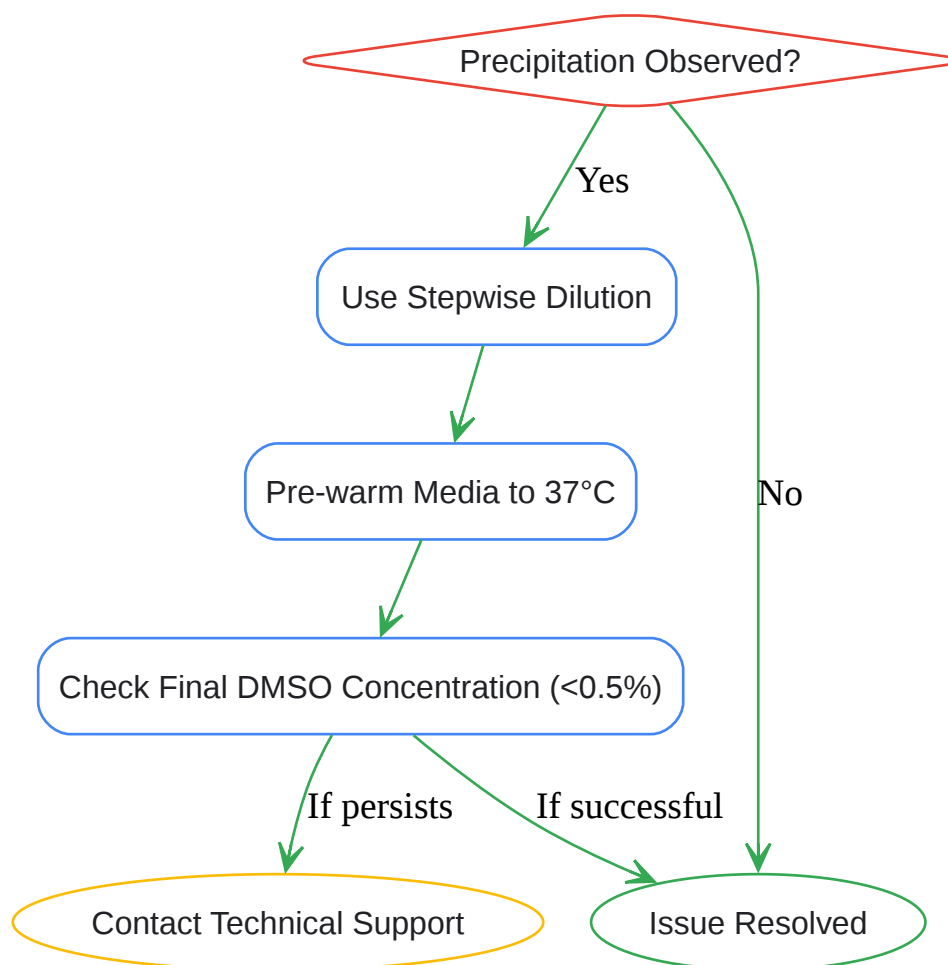 Precipitation Observed?
Yes
Use Stepwise Dilution
Pre-warm Media to 37°C
No
Check Final DMSO Concentration (<0.5%)
If persists
If successful
Contact Technical Support
Issue Resolved